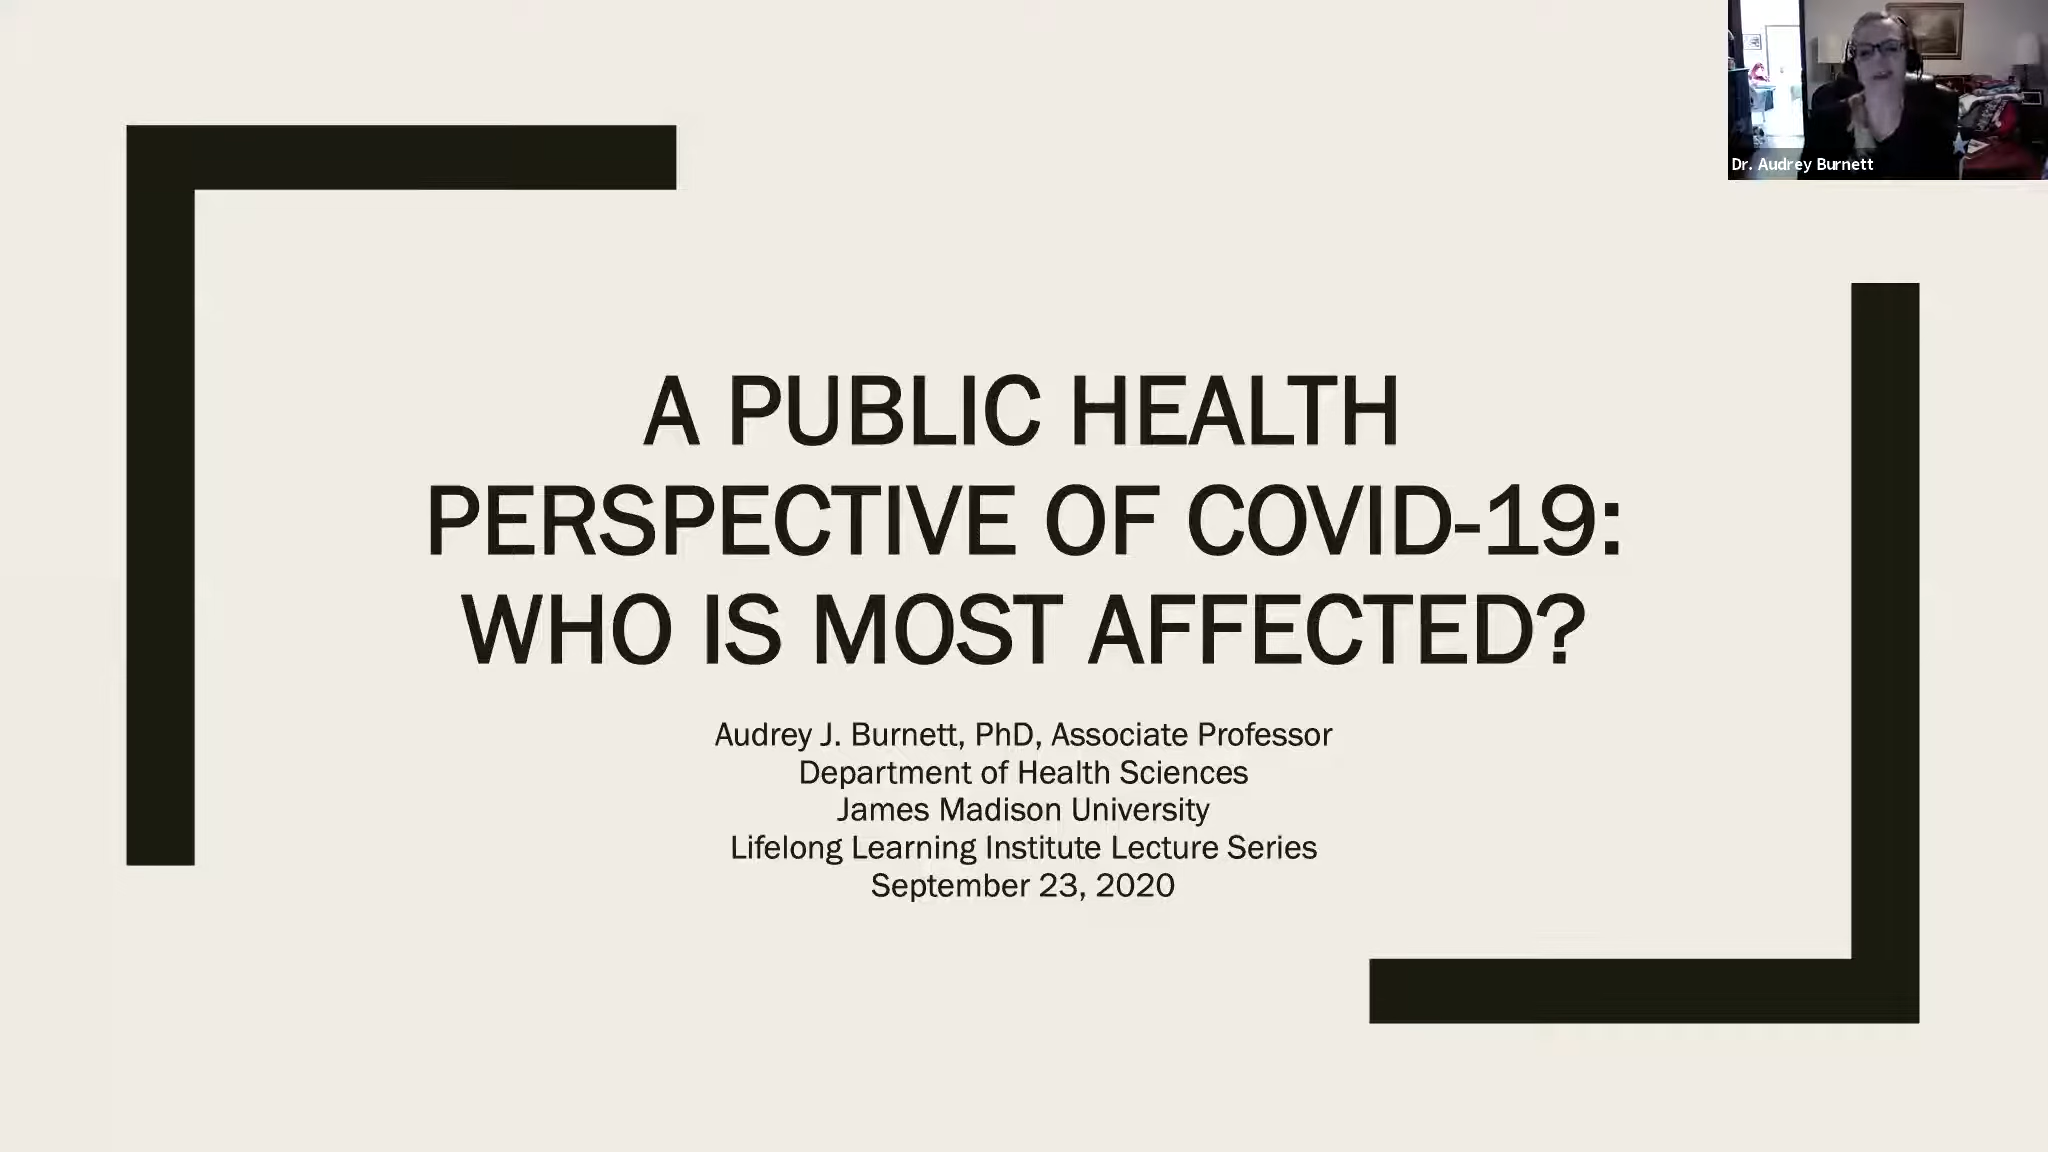 Dr. Audrey Burnett
A PUBLIC HEALTH
PERSPECTIVE OF COVID-19:
WHO IS MOST AFFECTED?
Audrey J. Burnett, PhD, Associate Professor
Department of Health Sciences
James Madison University
Lifelong Learning Institute Lecture Series
September 23, 2020